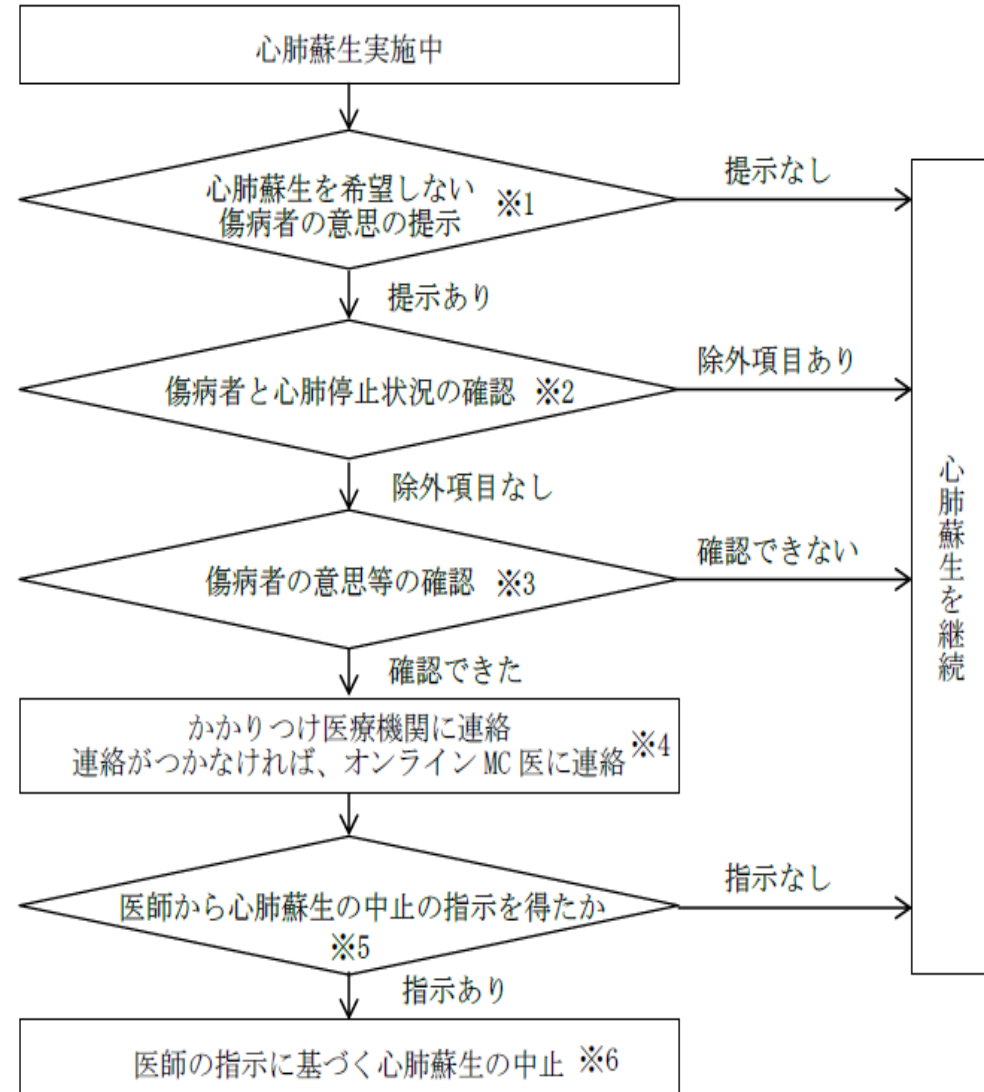 心肺蘇生実施中
心肺蘇生を希望しない
傷病者の意思の提示 ※1
提示なし
提示あり
傷病者と心肺停止状況の確認 ※2
除外項目あり
除外項目なし
傷病者の意思等の確認 ※3
確認できない
確認できた
かかりつけ医療機関に連絡
連絡がつかなければ、オンライン MC 医に連絡 ※4
医師から心肺蘇生の中止の指示を得たか
※5
指示なし
指示あり
医師の指示に基づく心肺蘇生の中止 ※6
心肺蘇生を継続